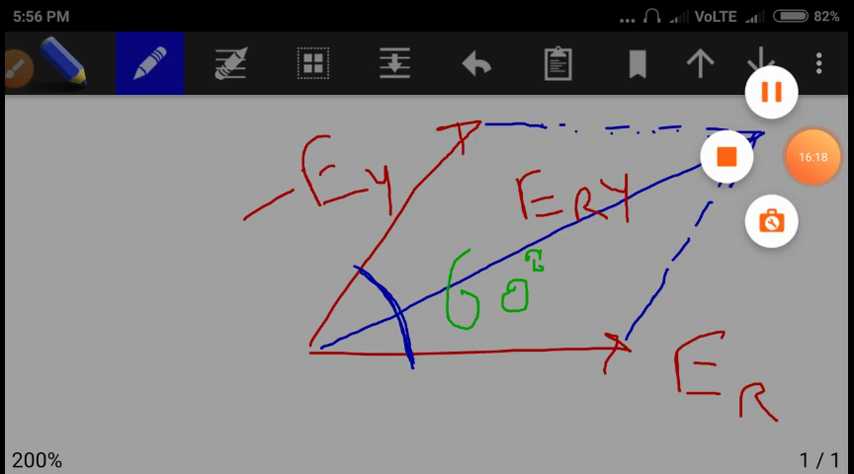 5:56 PM
... VoLTE 82%
16:18
-EY
ERY
60°
ER
200%
1 / 1